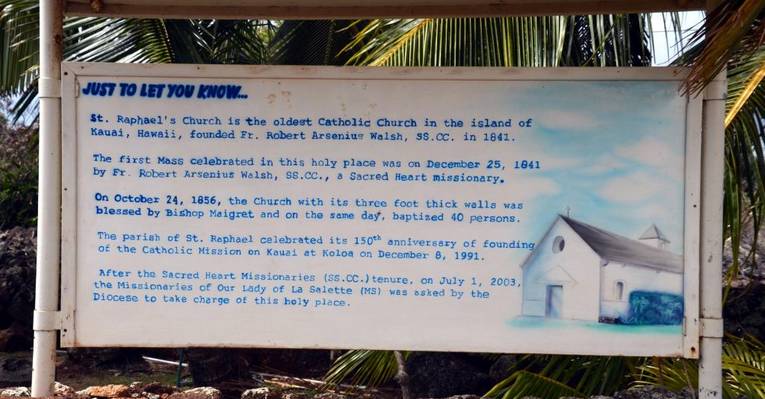 JUST TO LET YOU KNOW...
St. Raphael's Church is the oldest Catholic Church in the island of
Kauai, Hawaii, founded Fr. Robert Arsenius Walsh, SS.CC. in 1841.
The first Mass celebrated in this holy place was on December 25, 1841
by Fr. Robert Arsenius Walsh, SS.CC., a Sacred Heart missionary.
On October 24, 1856, the Church with its three foot thick walls was
blessed by Bishop Maigret and on the same day, baptized 40 persons.
The parish of St. Raphael celebrated its 150th anniversary of founding
of the Catholic Mission on Kauai at Koloa on December 8, 1991.
After the Sacred Heart Missionaries (SS.CC.)tenure, on July 1, 2003,
the Missionaries of Our Lady of La Salette (MS) was asked by the
Diocese to take charge of this holy place.